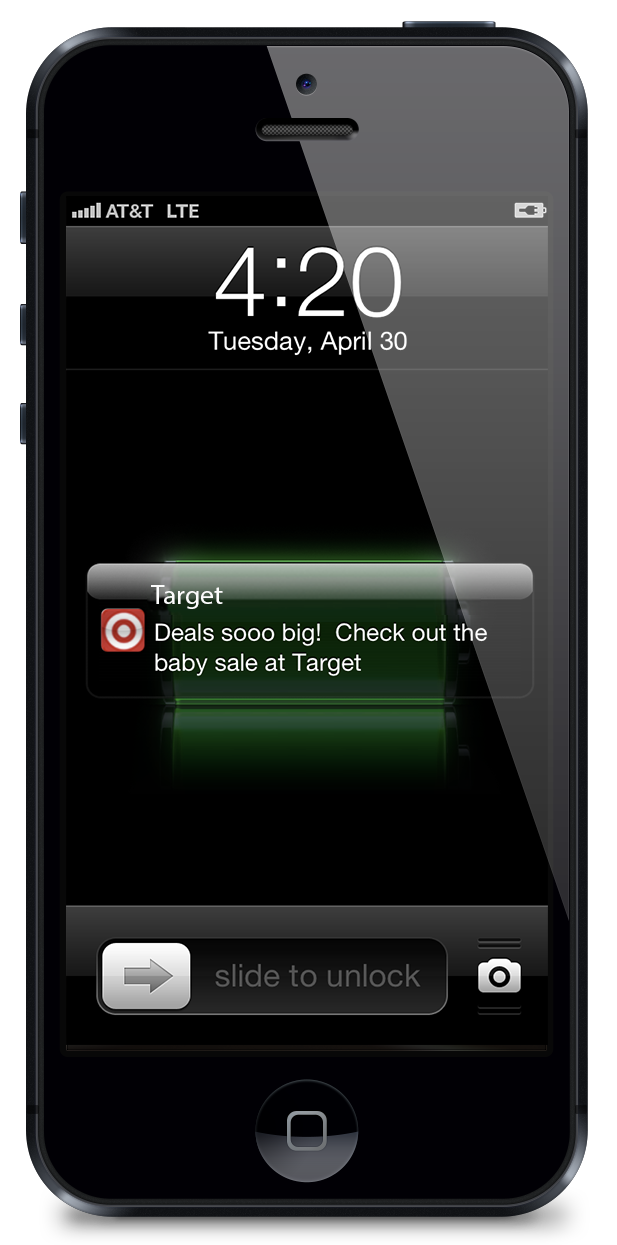 AT&T LTE
4:20
Tuesday, April 30
Target
Deals sooo big!  Check out the
baby sale at Target
slide to unlock